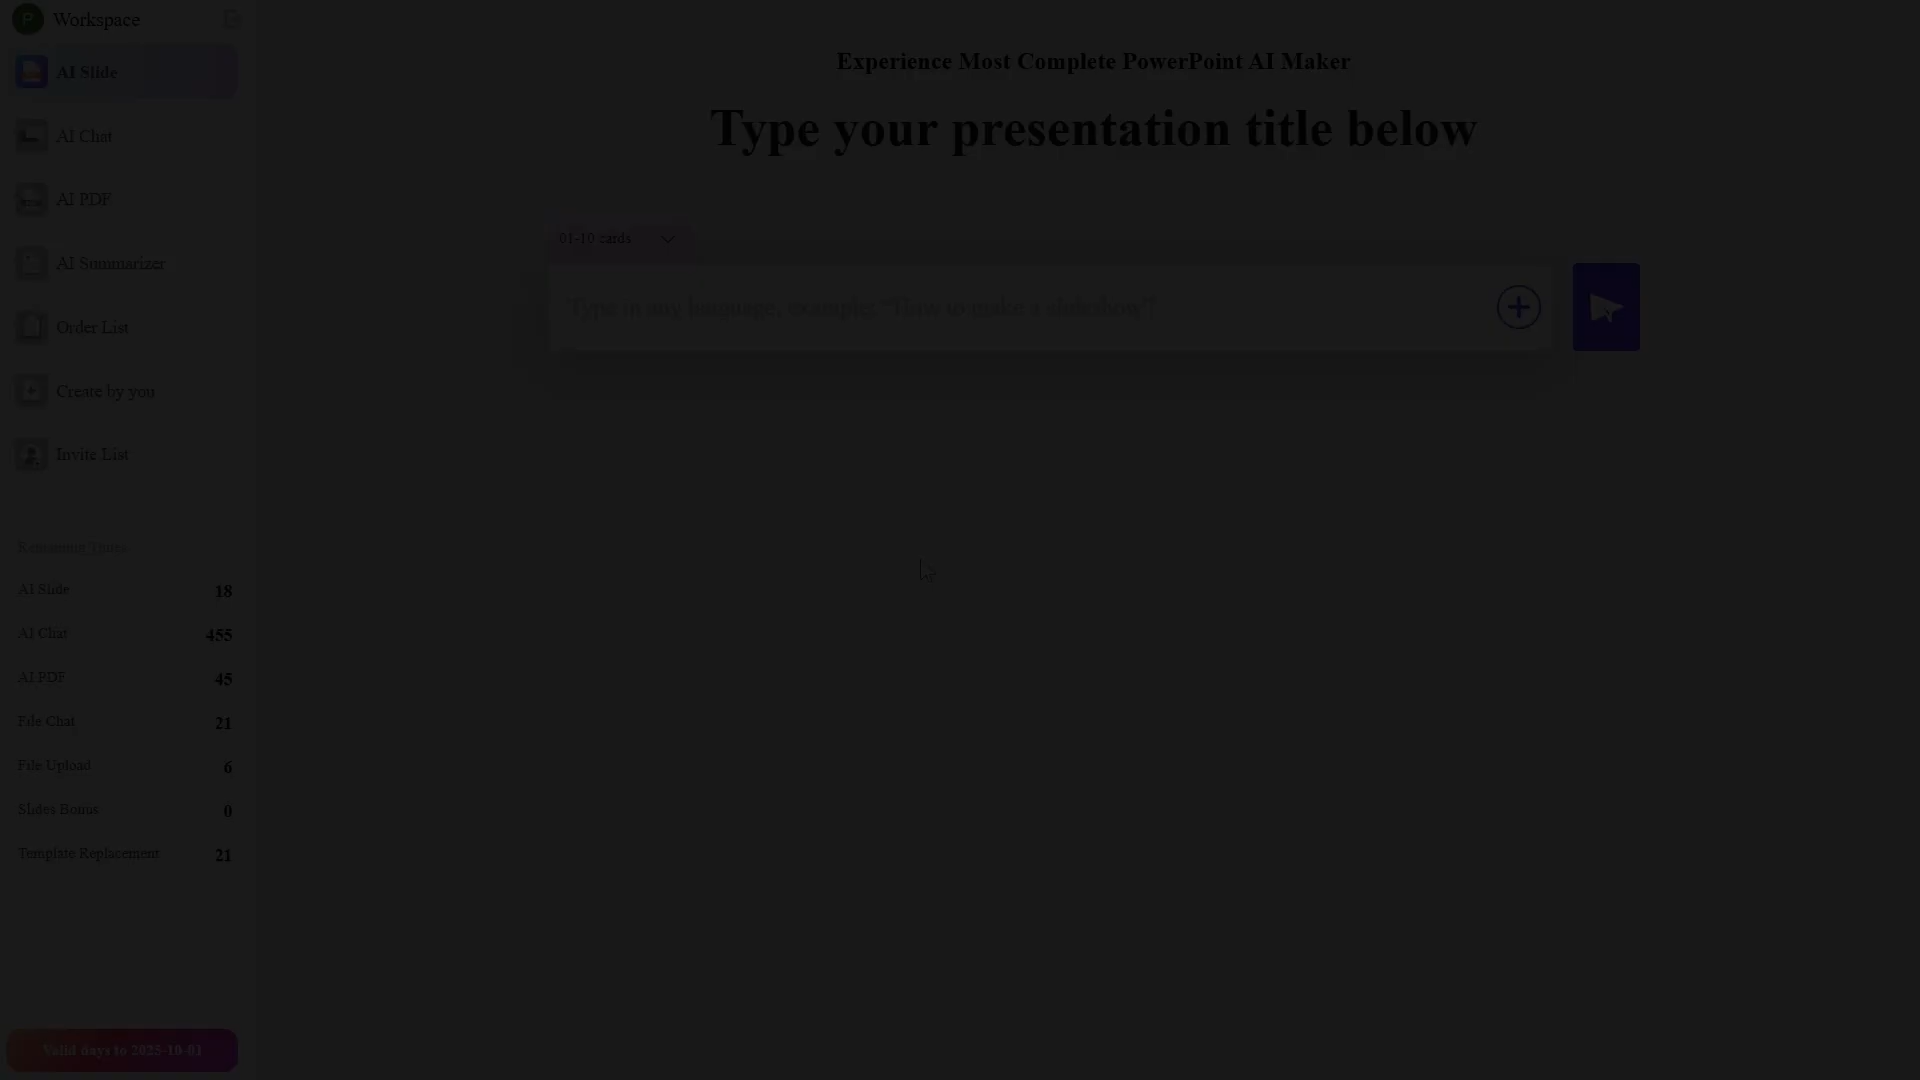 P Workspace
AI Slide
AI Chat
AI PDF
AI Summarizer
Order List
Create by you
Invite List
Remaining Times
AI Slide 18
AI Chat 455
AI PDF 45
File Chat 21
File Upload 6
Slides Bonus 0
Template Replacement 21
Valid days to 2025-10-01
Experience Most Complete PowerPoint AI Maker
Type your presentation title below
01-10 cards
Type in any language, example: "How to make a slideshow"?